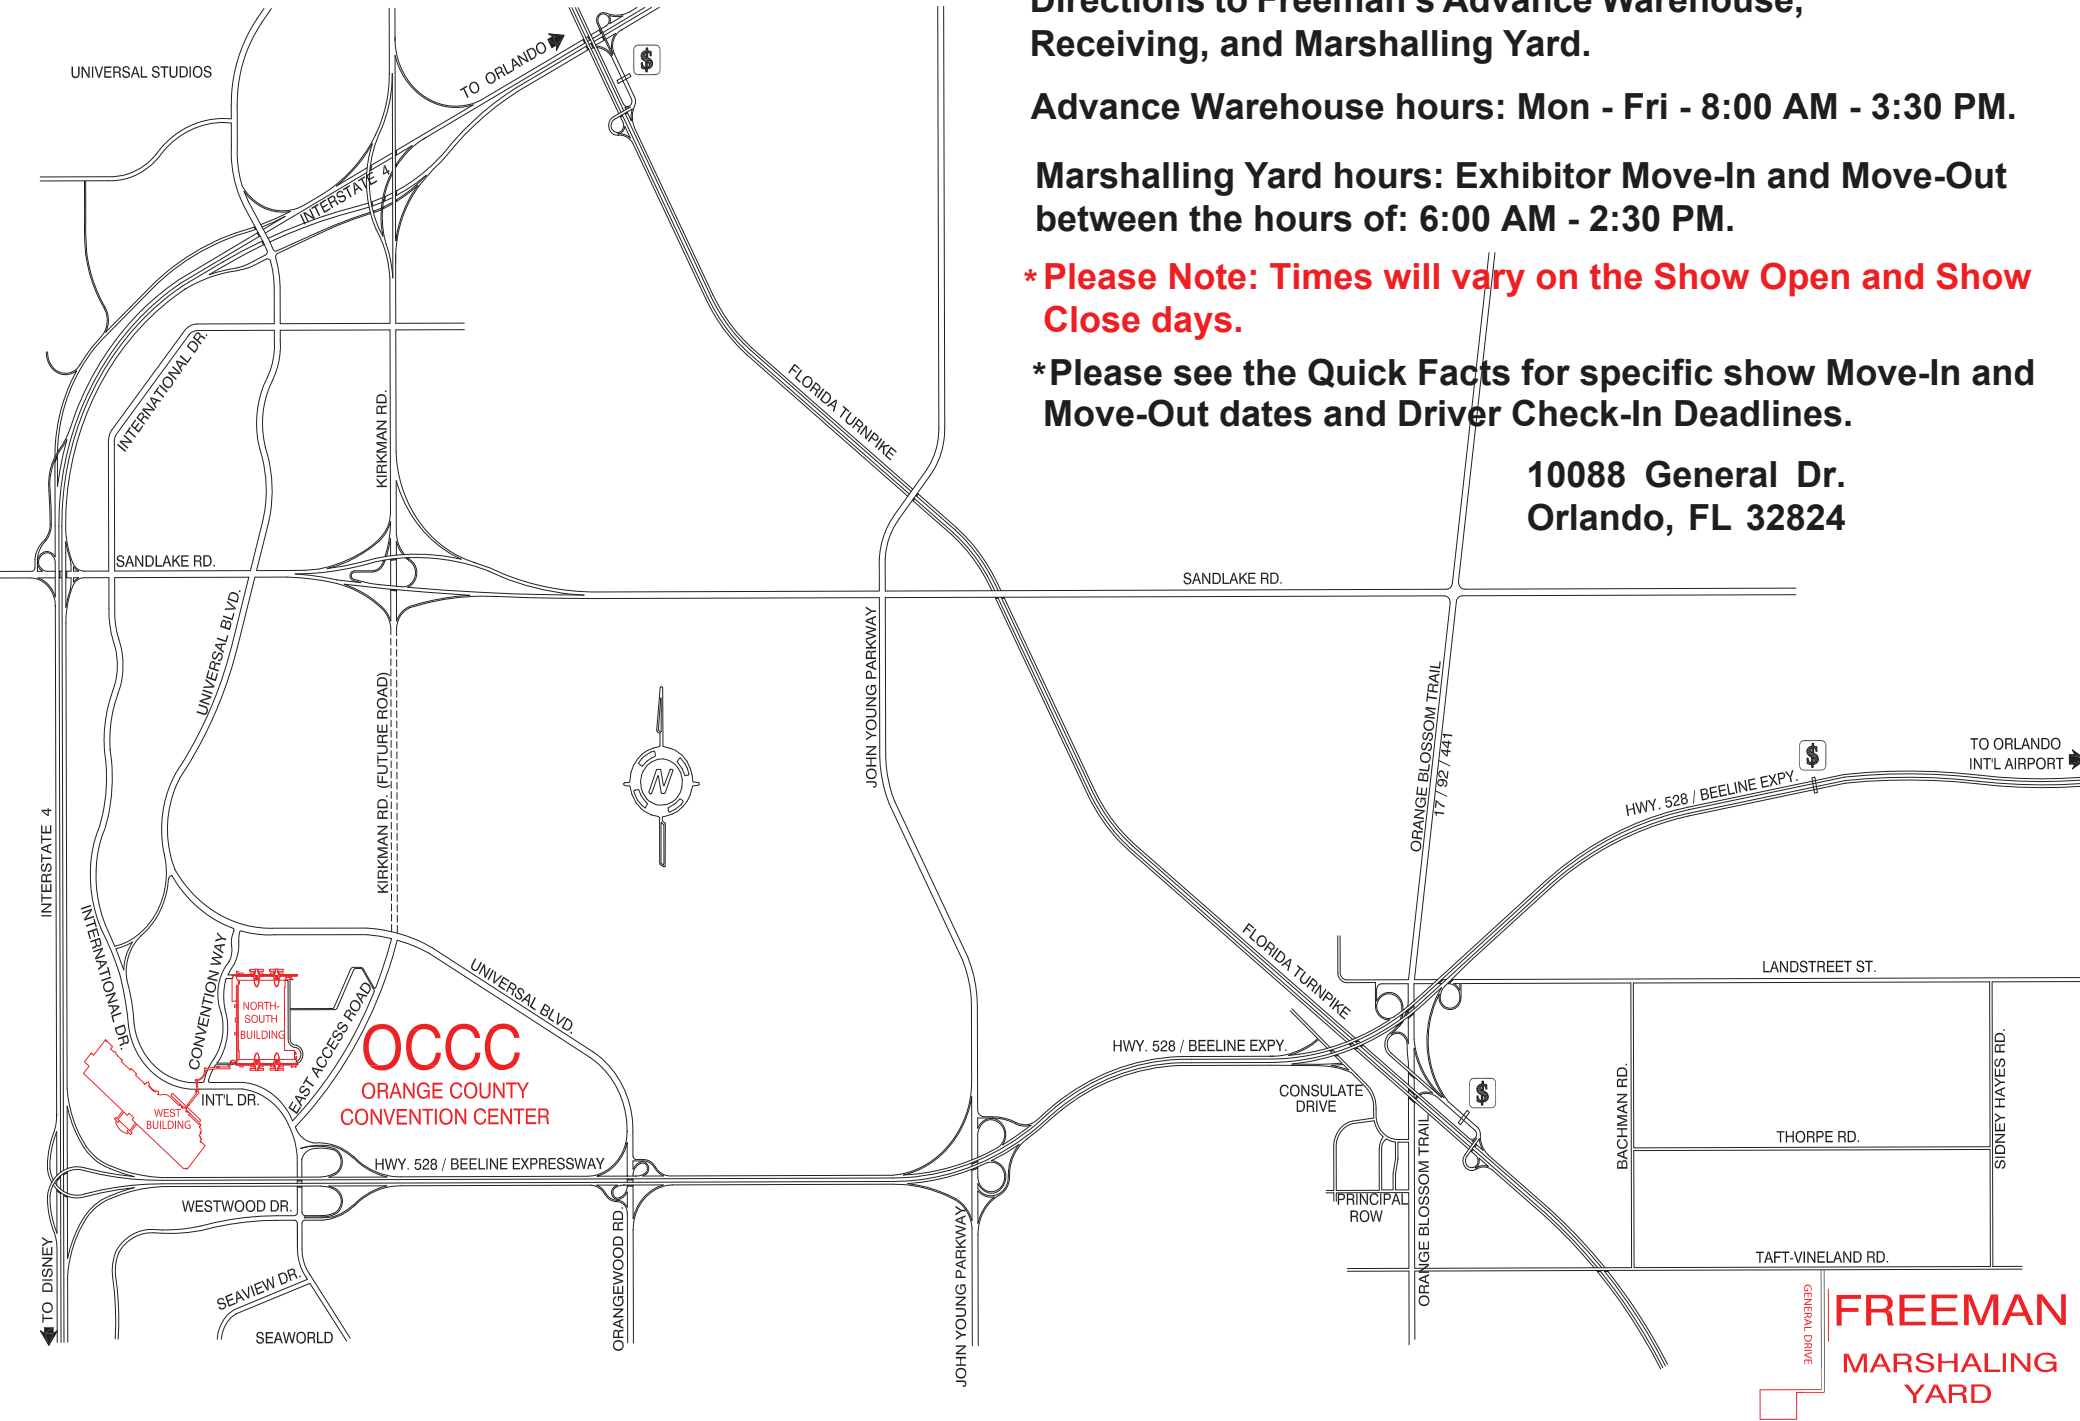 Directions to Freeman's Advance Warehouse,
Receiving, and Marshalling Yard.
Advance Warehouse hours: Mon - Fri - 8:00 AM - 3:30 PM.
Marshalling Yard hours: Exhibitor Move-In and Move-Out
between the hours of: 6:00 AM - 2:30 PM.
* Please Note: Times will vary on the Show Open and Show
Close days.
*Please see the Quick Facts for specific show Move-In and
Move-Out dates and Driver Check-In Deadlines.
10088 General Dr.
Orlando, FL 32824
UNIVERSAL STUDIOS
TO ORLANDO
$
INTERSTATE 4
INTERNATIONAL DR.
KIRKMAN RD.
FLORIDA TURNPIKE
SANDLAKE RD.
SANDLAKE RD.
UNIVERSAL BLVD.
KIRKMAN RD. (FUTURE ROAD)
JOHN YOUNG PARKWAY
ORANGE BLOSSOM TRAIL
17 / 92 / 441
N
$
TO ORLANDO
INT'L AIRPORT
HWY. 528 / BEELINE EXPY.
INTERSTATE 4
INTERNATIONAL DR.
CONVENTION WAY
NORTH-
SOUTH
BUILDING
EAST ACCESS ROAD
UNIVERSAL BLVD.
OCCC
ORANGE COUNTY
CONVENTION CENTER
INT'L DR.
WEST
BUILDING
FLORIDA TURNPIKE
LANDSTREET ST.
HWY. 528 / BEELINE EXPY.
CONSULATE
DRIVE
$
BACHMAN RD.
SIDNEY HAYES RD.
THORPE RD.
HWY. 528 / BEELINE EXPRESSWAY
WESTWOOD DR.
PRINCIPAL
ROW
ORANGE BLOSSOM TRAIL
TO DISNEY
SEAVIEW DR.
SEAWORLD
ORANGEWOOD RD.
JOHN YOUNG PARKWAY
TAFT-VINELAND RD.
GENERAL DRIVE
FREEMAN
MARSHALING
YARD